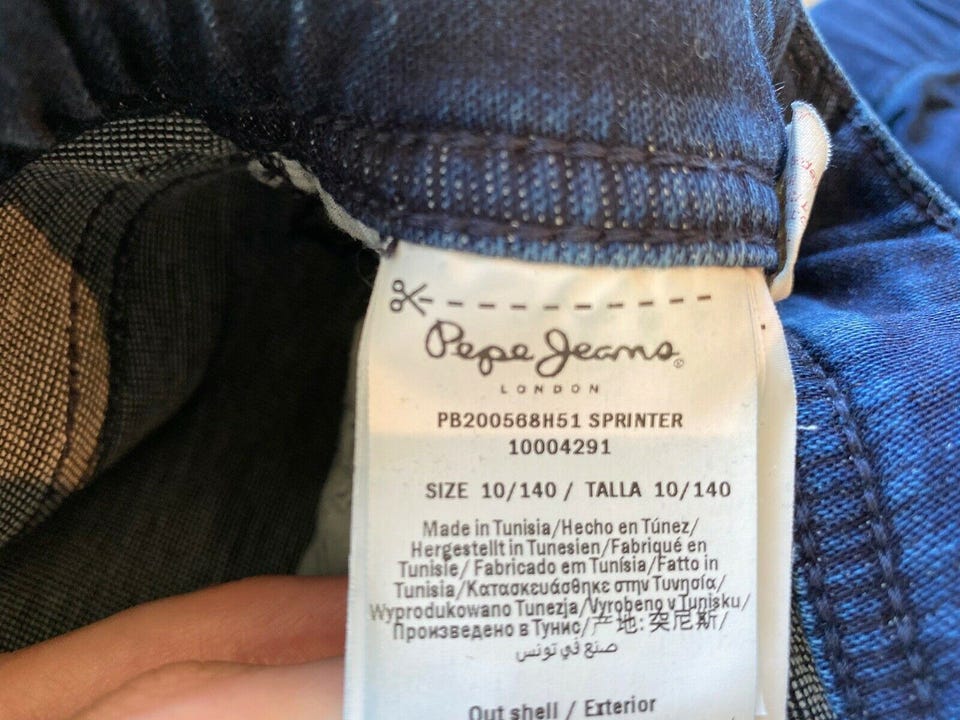 Pepe Jeans®
LONDON
PB200568H51 SPRINTER
10004291
SIZE 10/140 / TALLA 10/140
Made in Tunisia/Hecho en Túnez/
Hergestellt in Tunesien/Fabriqué en
Tunisie/ Fabricado em Tunísia/Fatto in
Tunisia/Κατασκευάσθηκε στην Τυνησία/
Wyprodukowano Tunezja/Vyrobeno v Tunisku/
Произведено в Тунис/产地: 突尼斯/
صنع في تونس
Out shell / Exterior